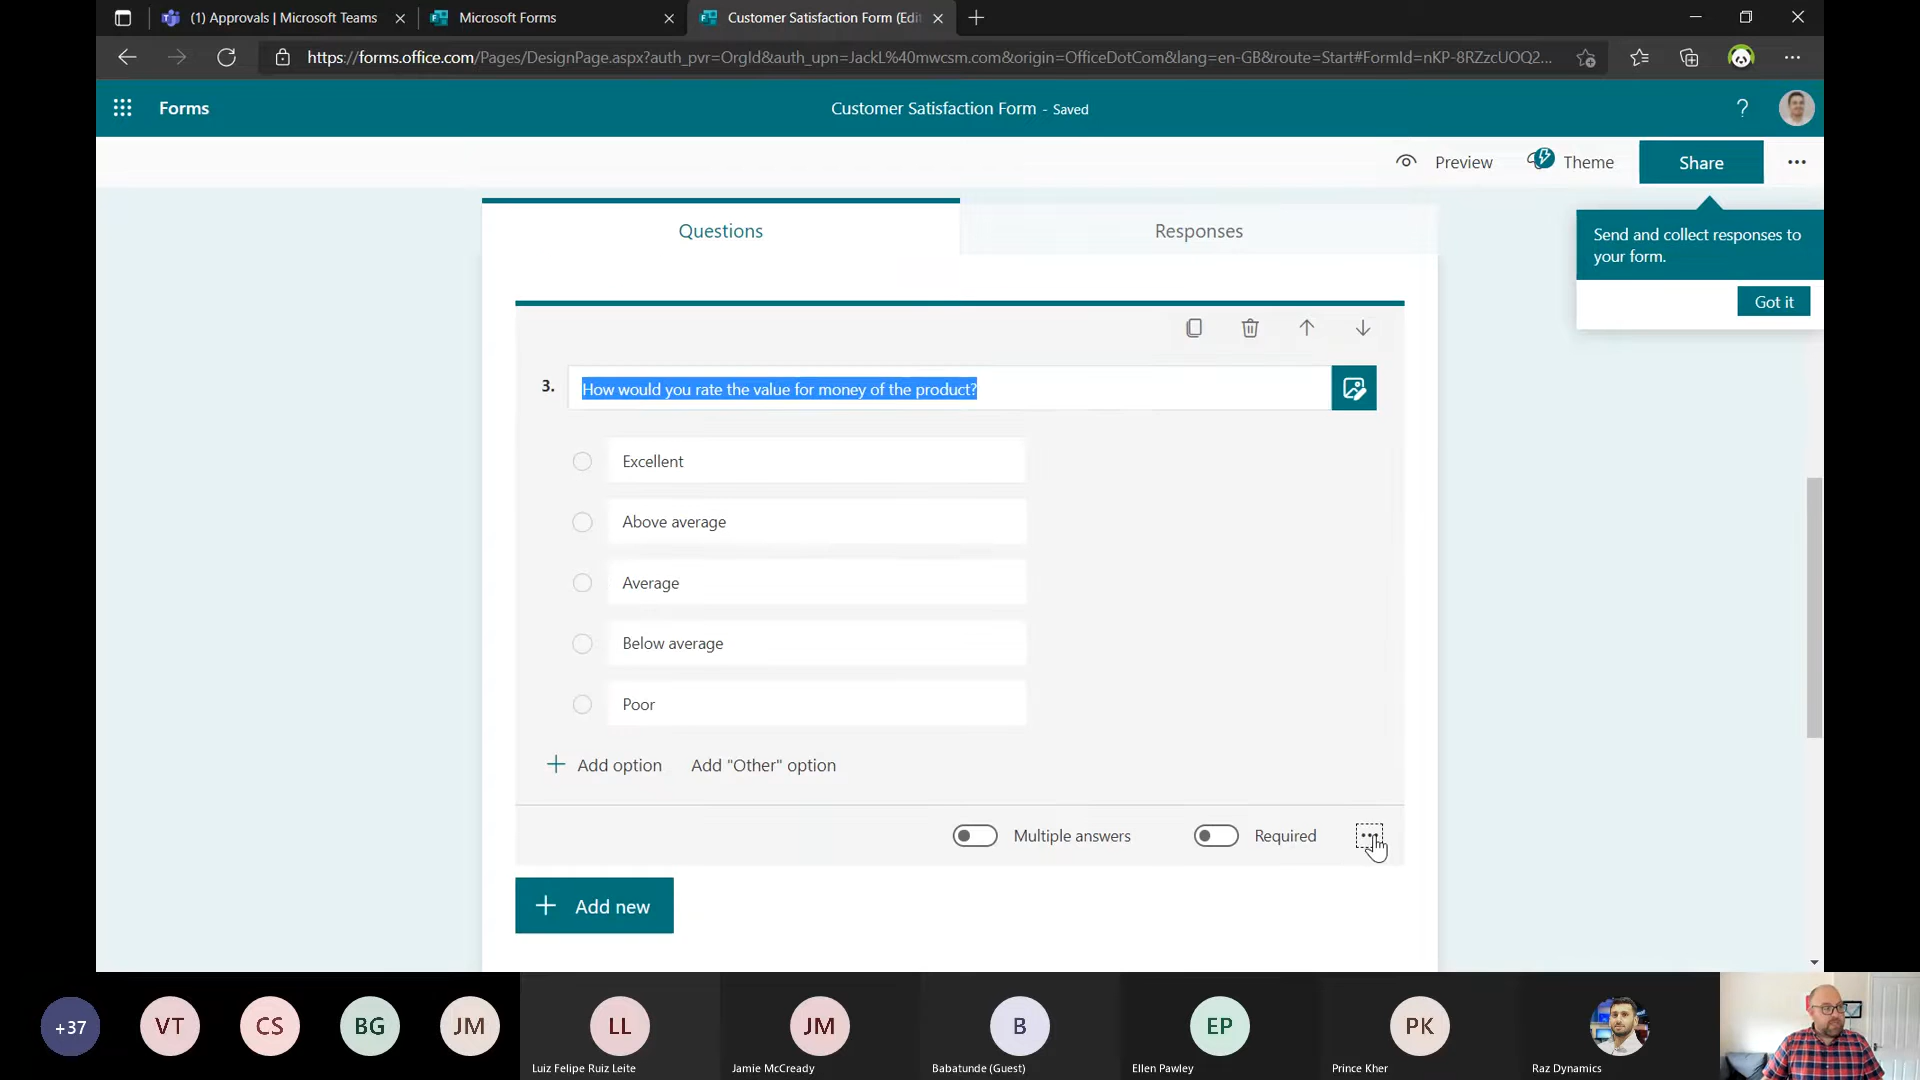 (1) Approvals | Microsoft Teams
Microsoft Forms
Customer Satisfaction Form (Edi
https://forms.office.com/Pages/DesignPage.aspx?auth_pvr=OrgId&auth_upn=JackL%40mwcsm.com&origin=OfficeDotCom&lang=en-GB&route=Start#FormId=nKP-8RZzcUOQ2...
Forms
Customer Satisfaction Form - Saved
?
Preview
Theme
Share
Questions
Responses
Send and collect responses to
your form.
Got it
3.
How would you rate the value for money of the product?
Excellent
Above average
Average
Below average
Poor
Add option
Add "Other" option
Multiple answers
Required
Add new
+37
VT
CS
BG
JM
LL
JM
B
EP
PK
Luiz Felipe Ruiz Leite
Jamie McCready
Babatunde (Guest)
Ellen Pawley
Prince Kher
Raz Dynamics